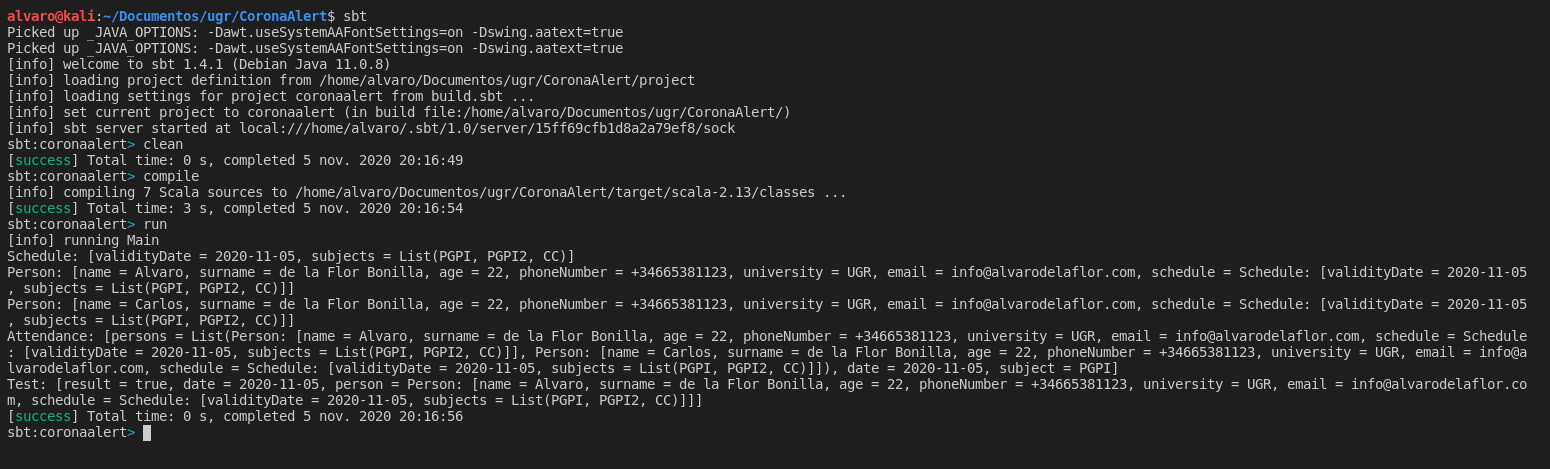 alvaro@kali:~/Documentos/ugr/CoronaAlert$ sbt
Picked up _JAVA_OPTIONS: -Dawt.useSystemAAFontSettings=on -Dswing.aatext=true
Picked up _JAVA_OPTIONS: -Dawt.useSystemAAFontSettings=on -Dswing.aatext=true
[info] welcome to sbt 1.4.1 (Debian Java 11.0.8)
[info] loading project definition from /home/alvaro/Documentos/ugr/CoronaAlert/project
[info] loading settings for project coronaalert from build.sbt ...
[info] set current project to coronaalert (in build file:/home/alvaro/Documentos/ugr/CoronaAlert/)
[info] sbt server started at local:///home/alvaro/.sbt/1.0/server/15ff69cfb1d8a2a79ef8/sock
sbt:coronaalert> clean
[success] Total time: 0 s, completed 5 nov. 2020 20:16:49
sbt:coronaalert> compile
[info] compiling 7 Scala sources to /home/alvaro/Documentos/ugr/CoronaAlert/target/scala-2.13/classes ...
[success] Total time: 3 s, completed 5 nov. 2020 20:16:54
sbt:coronaalert> run
[info] running Main
Schedule: [validityDate = 2020-11-05, subjects = List(PGPI, PGPI2, CC)]
Person: [name = Alvaro, surname = de la Flor Bonilla, age = 22, phoneNumber = +34665381123, university = UGR, email = info@alvarodelaflor.com, schedule = Schedule: [validityDate = 2020-11-05
, subjects = List(PGPI, PGPI2, CC)]]
Person: [name = Carlos, surname = de la Flor Bonilla, age = 22, phoneNumber = +34665381123, university = UGR, email = info@alvarodelaflor.com, schedule = Schedule: [validityDate = 2020-11-05
, subjects = List(PGPI, PGPI2, CC)]]
Attendance: [persons = List(Person: [name = Alvaro, surname = de la Flor Bonilla, age = 22, phoneNumber = +34665381123, university = UGR, email = info@alvarodelaflor.com, schedule = Schedule
: [validityDate = 2020-11-05, subjects = List(PGPI, PGPI2, CC)]], Person: [name = Carlos, surname = de la Flor Bonilla, age = 22, phoneNumber = +34665381123, university = UGR, email = info@a
lvarodelaflor.com, schedule = Schedule: [validityDate = 2020-11-05, subjects = List(PGPI, PGPI2, CC)]]), date = 2020-11-05, subject = PGPI]
Test: [result = true, date = 2020-11-05, person = Person: [name = Alvaro, surname = de la Flor Bonilla, age = 22, phoneNumber = +34665381123, university = UGR, email = info@alvarodelaflor.co
m, schedule = Schedule: [validityDate = 2020-11-05, subjects = List(PGPI, PGPI2, CC)]]]
[success] Total time: 0 s, completed 5 nov. 2020 20:16:56
sbt:coronaalert>